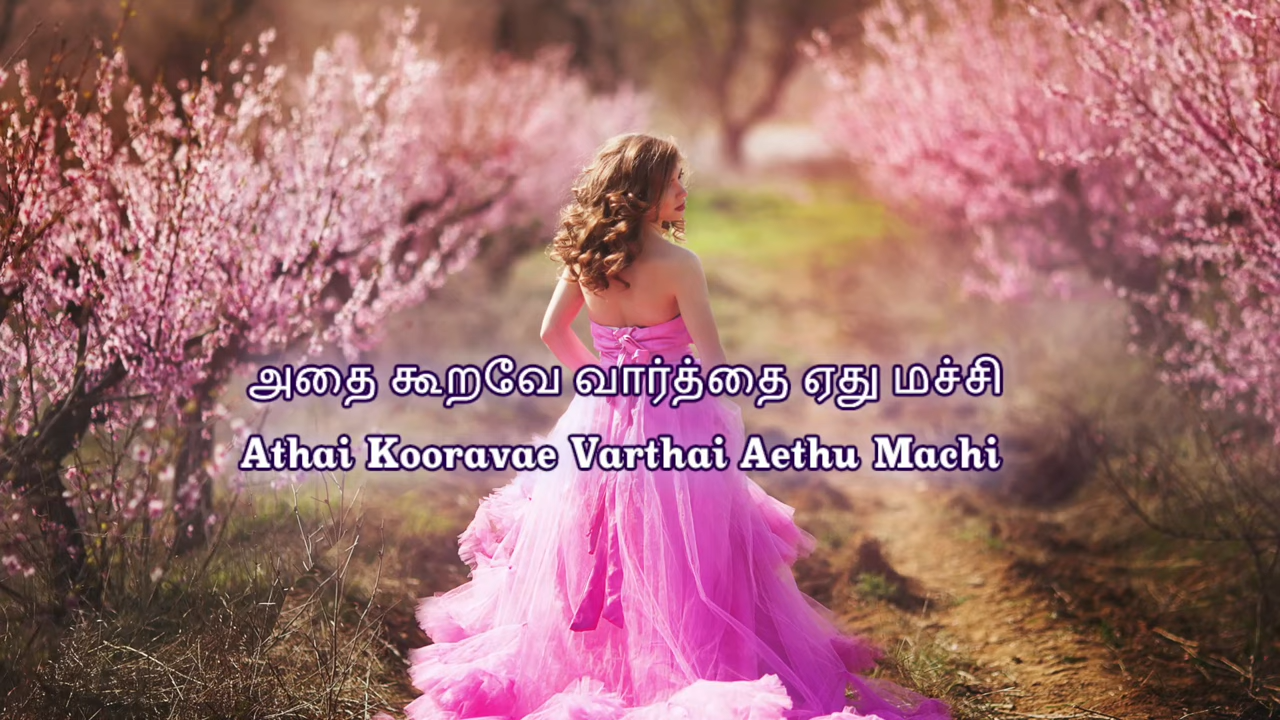 அதை கூறவே வார்த்தை ஏது மச்சி
Athai Kooravae Varthai Aethu Machi